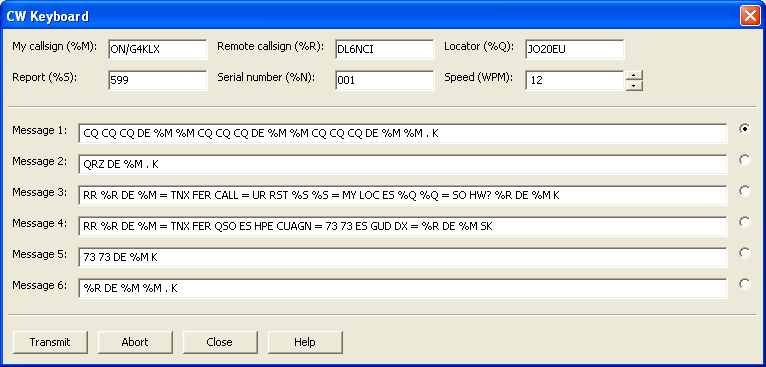 CW Keyboard
My callsign (%M): ON/G4KLX Remote callsign (%R): DL6NCI Locator (%Q): JO20EU
Report (%S): 599 Serial number (%N): 001 Speed (WPM): 12
Message 1: CQ CQ CQ DE %M %M CQ CQ CQ DE %M %M CQ CQ CQ DE %M %M . K
Message 2: QRZ DE %M . K
Message 3: RR %R DE %M = TNX FER CALL = UR RST %S %S = MY LOC ES %Q %Q = SO HW? %R DE %M K
Message 4: RR %R DE %M = TNX FER QSO ES HPE CUAGN = 73 73 ES GUD DX = %R DE %M SK
Message 5: 73 73 DE %M K
Message 6: %R DE %M %M . K
Transmit Abort Close Help